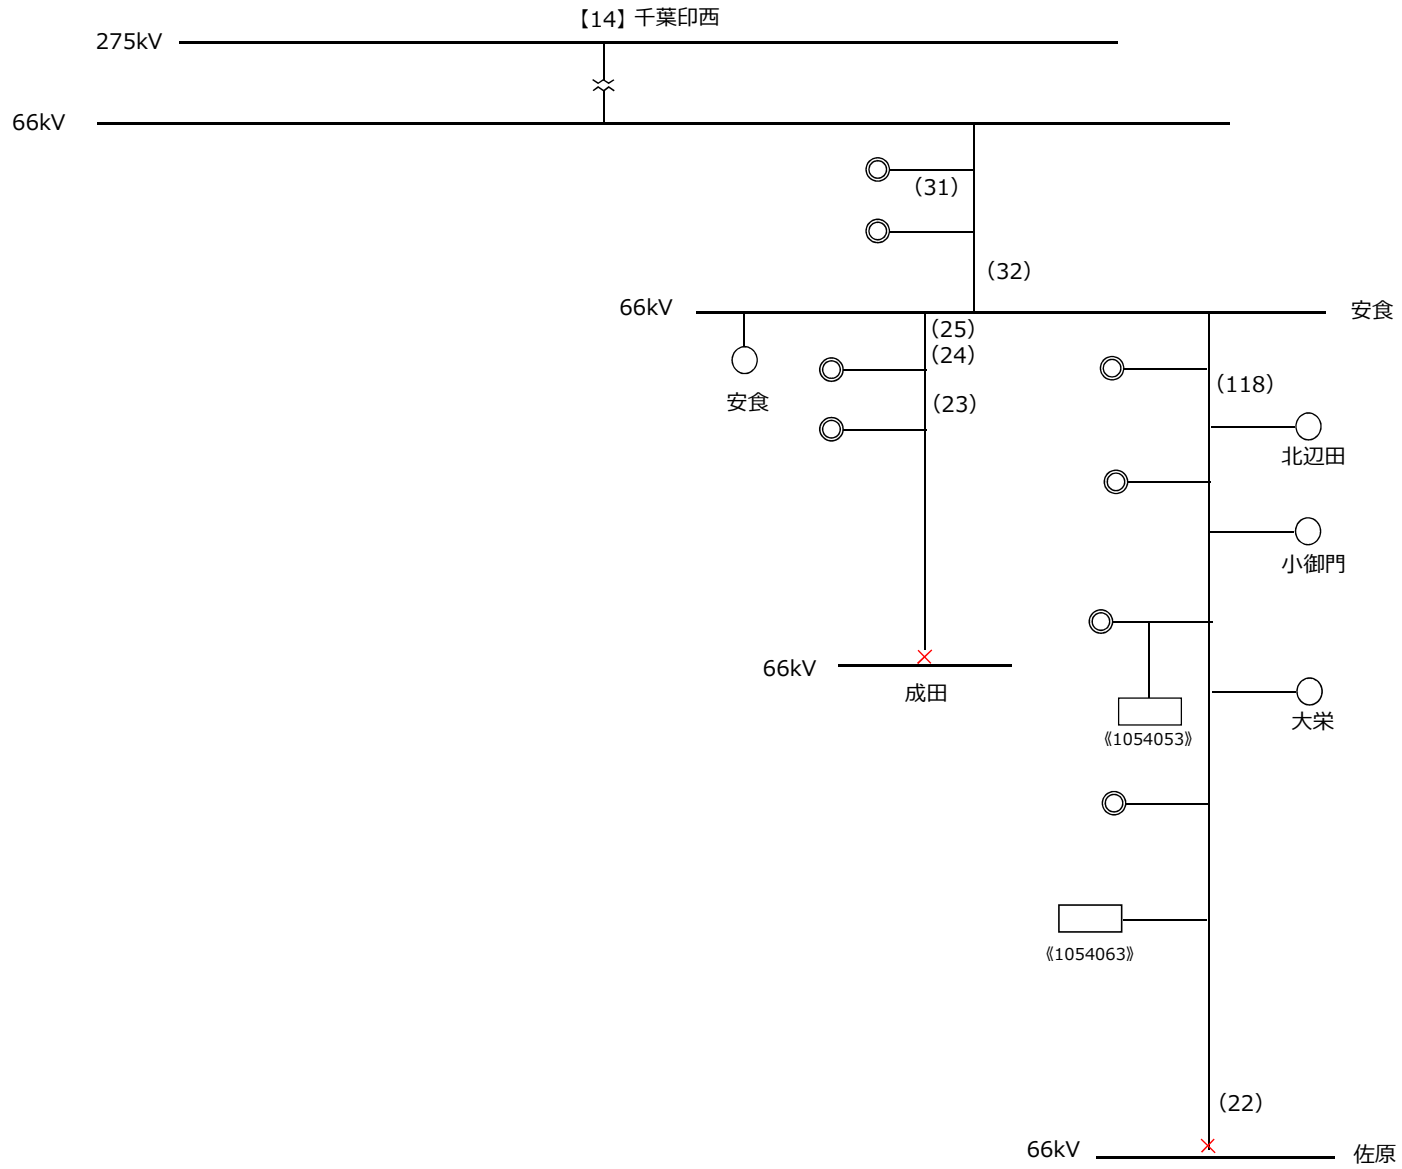 【14】千葉印西
275kV
66kV
（31）
（32）
66kV
安食
（25）
（24）
（118）
安食
（23）
北辺田
小御門
66kV
成田
大栄
《1054053》
《1054063》
（22）
66kV
佐原